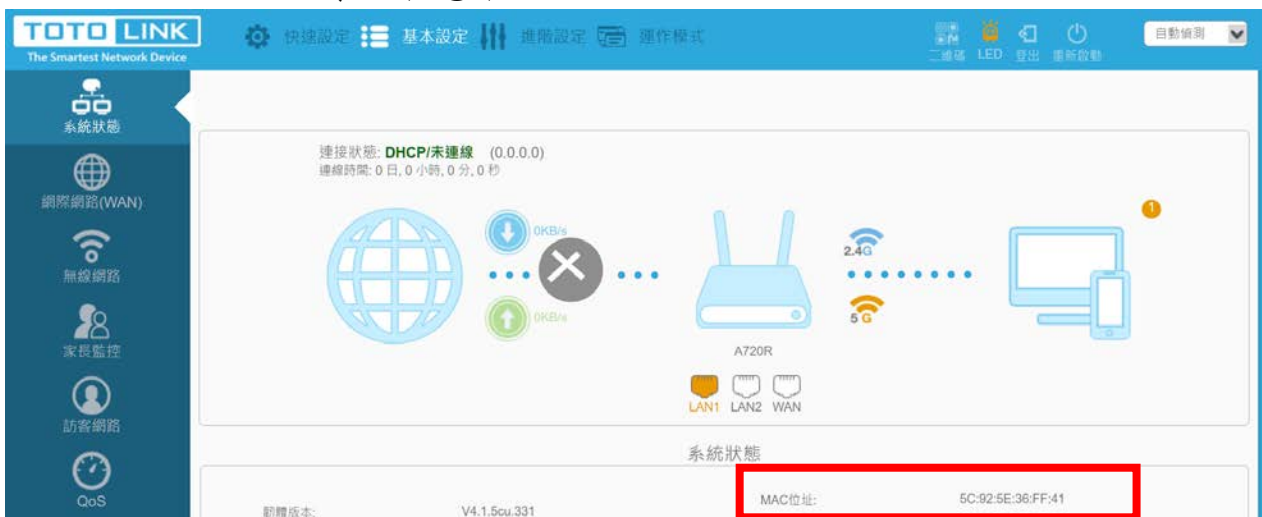 TOTO LINK
The Smartest Network Device
快速設定 基本設定 進階設定 運作模式
二維碼 LED 登出 重新啟動
自動偵測
系統狀態
網際網路(WAN)
無線網路
家長監控
訪客網路
QoS
連接狀態: DHCP/未連線 (0.0.0.0)
連線時間: 0 日, 0 小時, 0 分, 0 秒
0KB/s
0KB/s
2.4G
5 G
1
A720R
LAN1 LAN2 WAN
系統狀態
韌體版本: V4.1.5cu.331
MAC位址: 5C:92:5E:36:FF:41